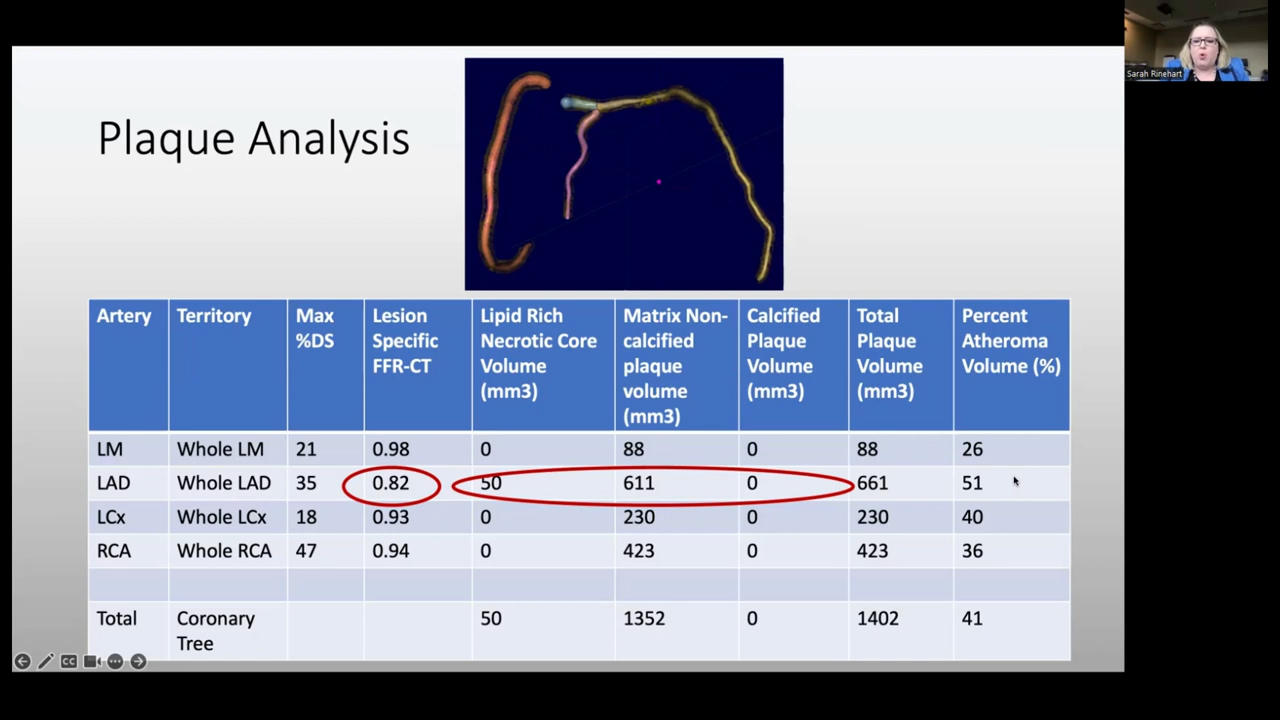 Sarah Rinehart
Plaque Analysis
Artery Territory Max %DS Lesion Specific FFR-CT Lipid Rich Necrotic Core Volume (mm3) Matrix Non-calcified plaque volume (mm3) Calcified Plaque Volume (mm3) Total Plaque Volume (mm3) Percent Atheroma Volume (%)
LM Whole LM 21 0.98 0 88 0 88 26
LAD Whole LAD 35 0.82 50 611 0 661 51
LCx Whole LCx 18 0.93 0 230 0 230 40
RCA Whole RCA 47 0.94 0 423 0 423 36
Total Coronary Tree 50 1352 0 1402 41
CC